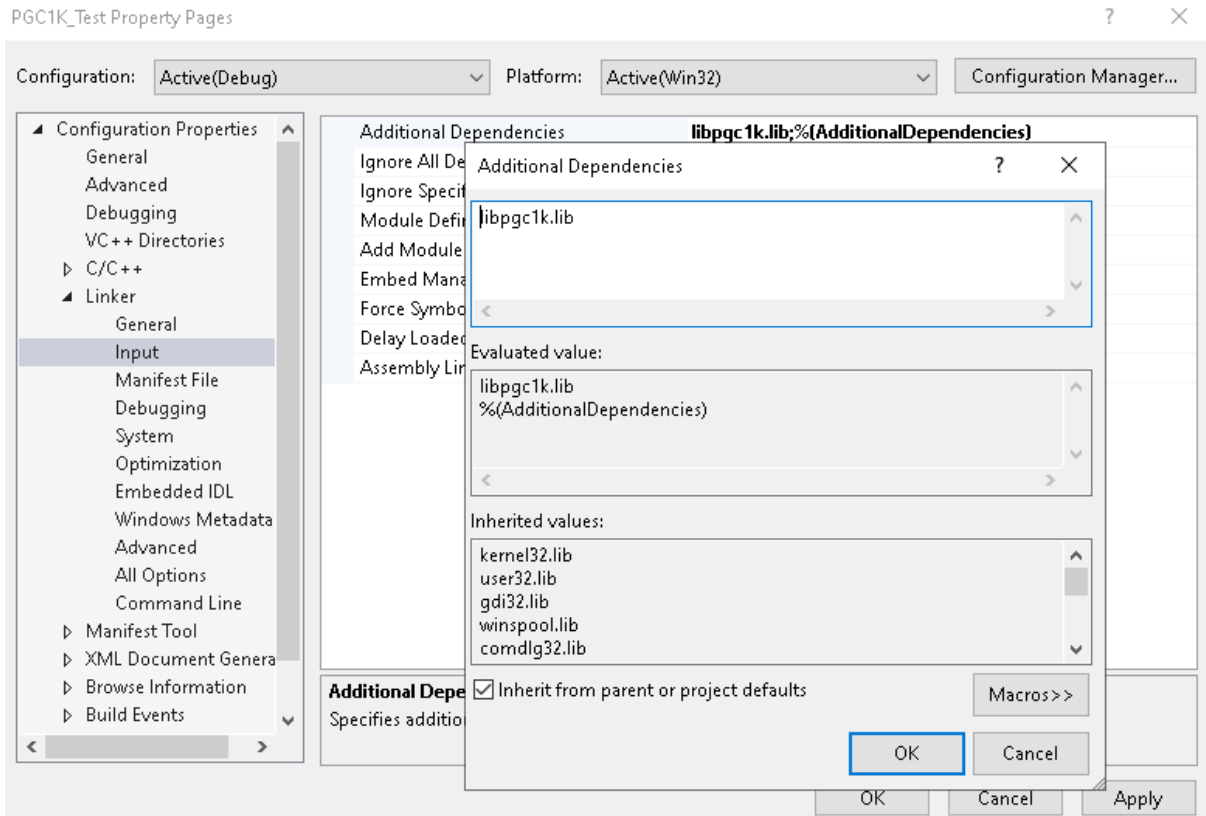 PGC1K_Test Property Pages
Configuration: Active(Debug) Platform: Active(Win32) Configuration Manager...
Configuration Properties
General
Advanced
Debugging
VC++ Directories
C/C++
Linker
General
Input
Manifest File
Debugging
System
Optimization
Embedded IDL
Windows Metadata
Advanced
All Options
Command Line
Manifest Tool
XML Document Genera
Browse Information
Build Events
Additional Dependencies libpgc1k.lib;%(AdditionalDependencies)
Ignore All De
Ignore Specif
Module Defi
Add Module
Embed Mana
Force Symbo
Delay Loaded
Assembly Lin
Additional Depe
Specifies additio
Additional Dependencies
libpgc1k.lib
Evaluated value:
libpgc1k.lib
%(AdditionalDependencies)
Inherited values:
kernel32.lib
user32.lib
gdi32.lib
winspool.lib
comdlg32.lib
Inherit from parent or project defaults
Macros>>
OK Cancel
OK Cancel Apply